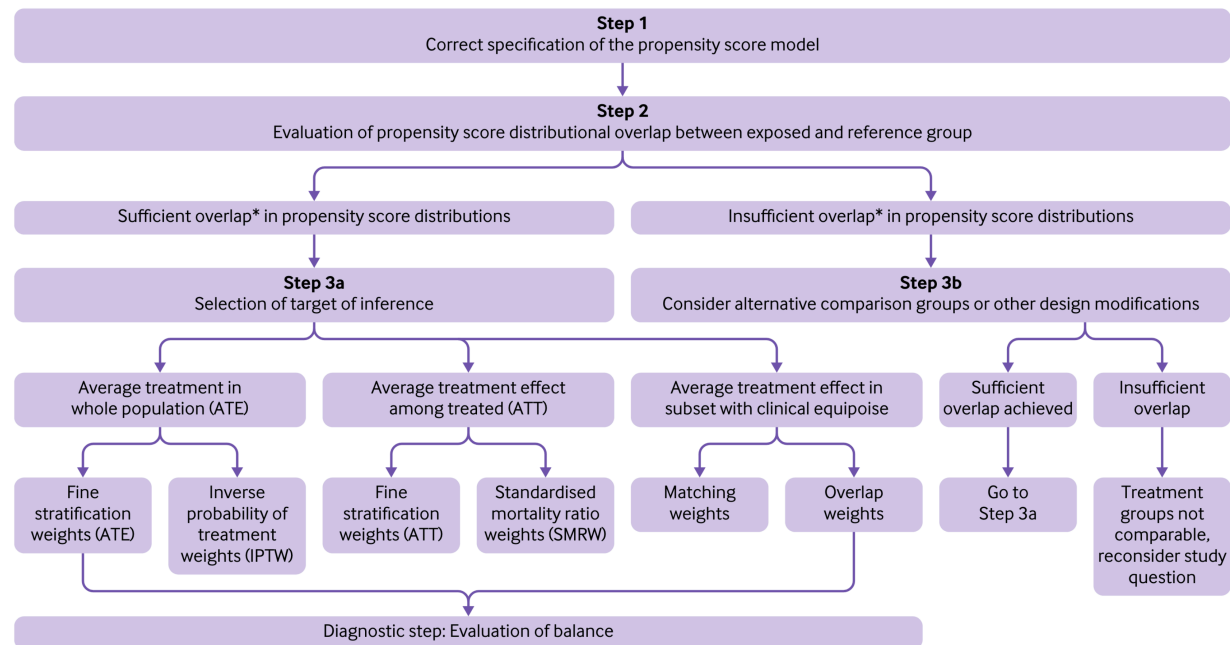 Step 1
Correct specification of the propensity score model
Step 2
Evaluation of propensity score distributional overlap between exposed and reference group
Sufficient overlap* in propensity score distributions
Insufficient overlap* in propensity score distributions
Step 3a
Selection of target of inference
Step 3b
Consider alternative comparison groups or other design modifications
Average treatment in
whole population (ATE)
Average treatment effect
among treated (ATT)
Average treatment effect in
subset with clinical equipoise
Sufficient
overlap achieved
Insufficient
overlap
Fine
stratification
weights (ATE)
Inverse
probability of
treatment
weights (IPTW)
Fine
stratification
weights (ATT)
Standardised
mortality ratio
weights (SMRW)
Matching
weights
Overlap
weights
Go to
Step 3a
Treatment
groups not
comparable,
reconsider study
question
Diagnostic step: Evaluation of balance